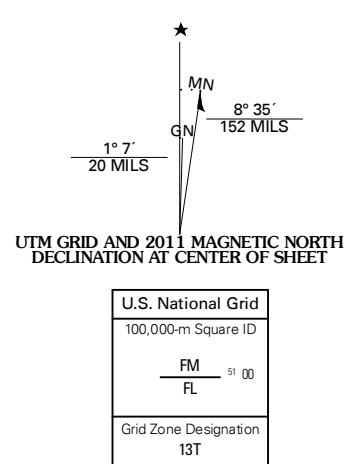 ★
MN
8° 35´
152 MILS
GN
1° 7´
20 MILS
UTM GRID AND 2011 MAGNETIC NORTH
DECLINATION AT CENTER OF SHEET
U.S. National Grid
100,000-m Square ID
FM
51 00
FL
Grid Zone Designation
13T